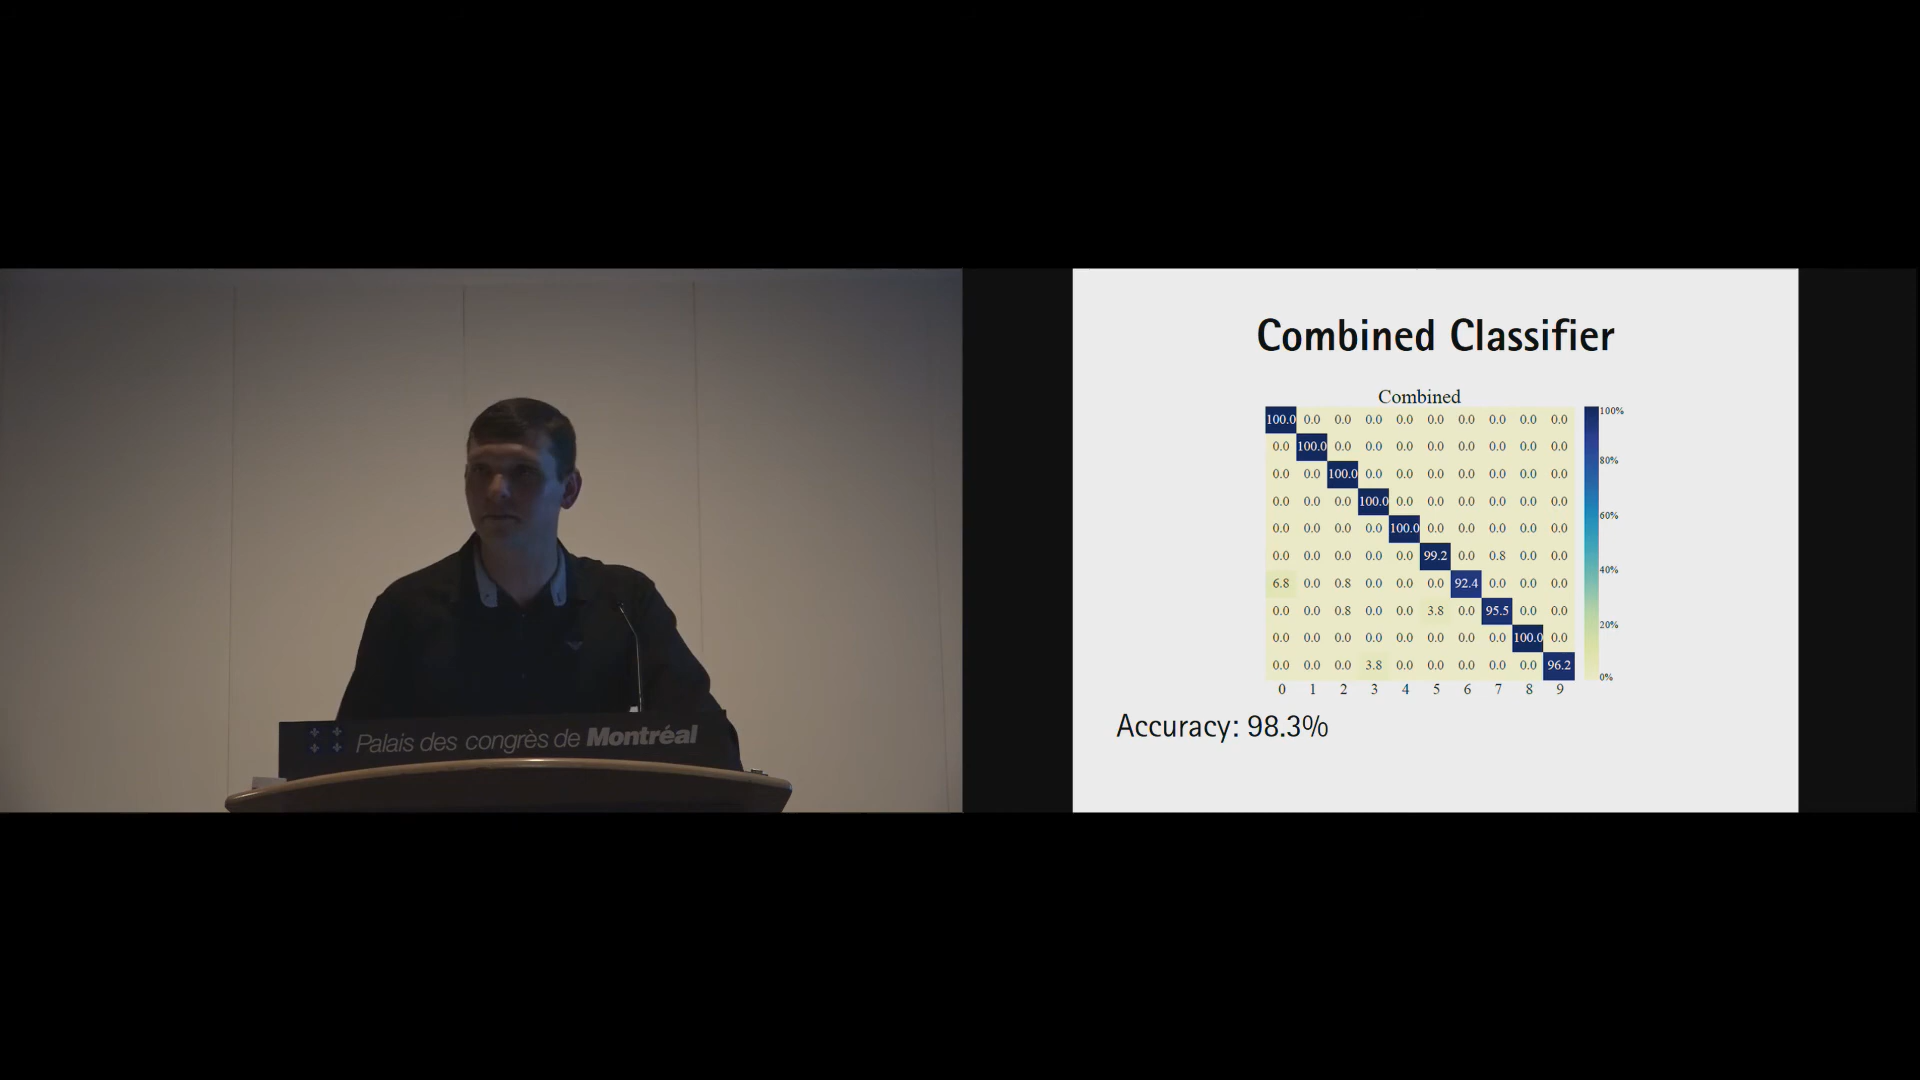 Palais des congrès de Montréal
Combined Classifier
Combined
100.0 0.0 0.0 0.0 0.0 0.0 0.0 0.0 0.0 0.0
0.0 100.0 0.0 0.0 0.0 0.0 0.0 0.0 0.0 0.0
0.0 0.0 100.0 0.0 0.0 0.0 0.0 0.0 0.0 0.0
0.0 0.0 0.0 100.0 0.0 0.0 0.0 0.0 0.0 0.0
0.0 0.0 0.0 0.0 100.0 0.0 0.0 0.0 0.0 0.0
0.0 0.0 0.0 0.0 0.0 99.2 0.0 0.8 0.0 0.0
6.8 0.0 0.8 0.0 0.0 0.0 92.4 0.0 0.0 0.0
0.0 0.0 0.8 0.0 0.0 3.8 0.0 95.5 0.0 0.0
0.0 0.0 0.0 0.0 0.0 0.0 0.0 0.0 100.0 0.0
0.0 0.0 0.0 3.8 0.0 0.0 0.0 0.0 0.0 96.2
0 1 2 3 4 5 6 7 8 9
100%
80%
60%
40%
20%
0%
Accuracy: 98.3%